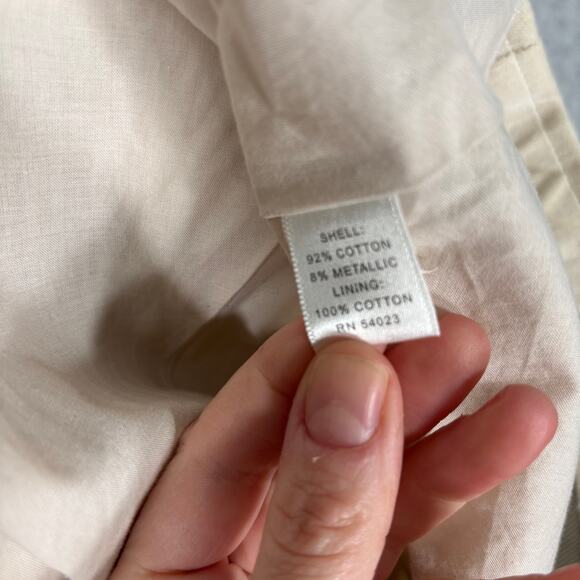 SHELL:
92% COTTON
8% METALLIC
LINING:
100% COTTON
RN 54023